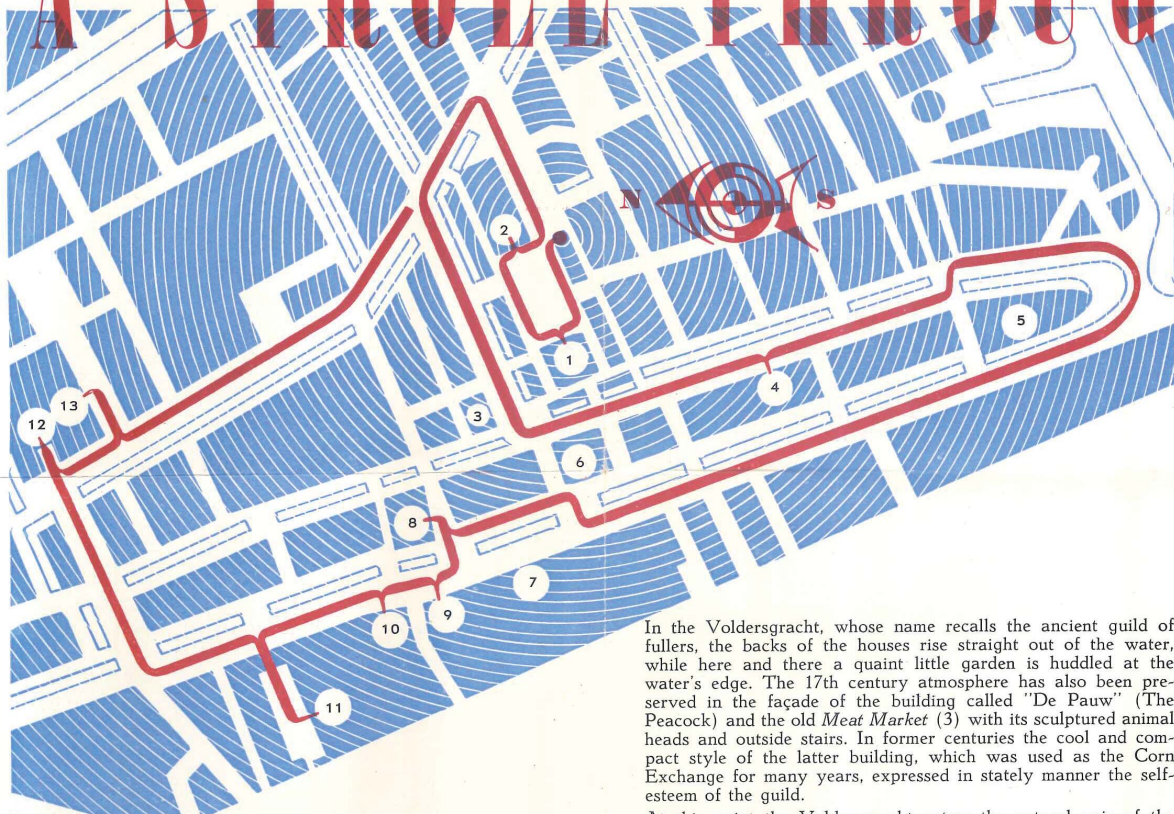 A STROLL THROUG
N S
2
1
5
4
3
13
12
6
8
7
9
10
11
In the Voldersgracht, whose name recalls the ancient guild of
fullers, the backs of the houses rise straight out of the water,
while here and there a quaint little garden is huddled at the
water's edge. The 17th century atmosphere has also been pre-
served in the façade of the building called "De Pauw" (The
Peacock) and the old Meat Market (3) with its sculptured animal
heads and outside stairs. In former centuries the cool and com-
pact style of the latter building, which was used as the Corn
Exchange for many years, expressed in stately manner the self-
esteem of the guild.